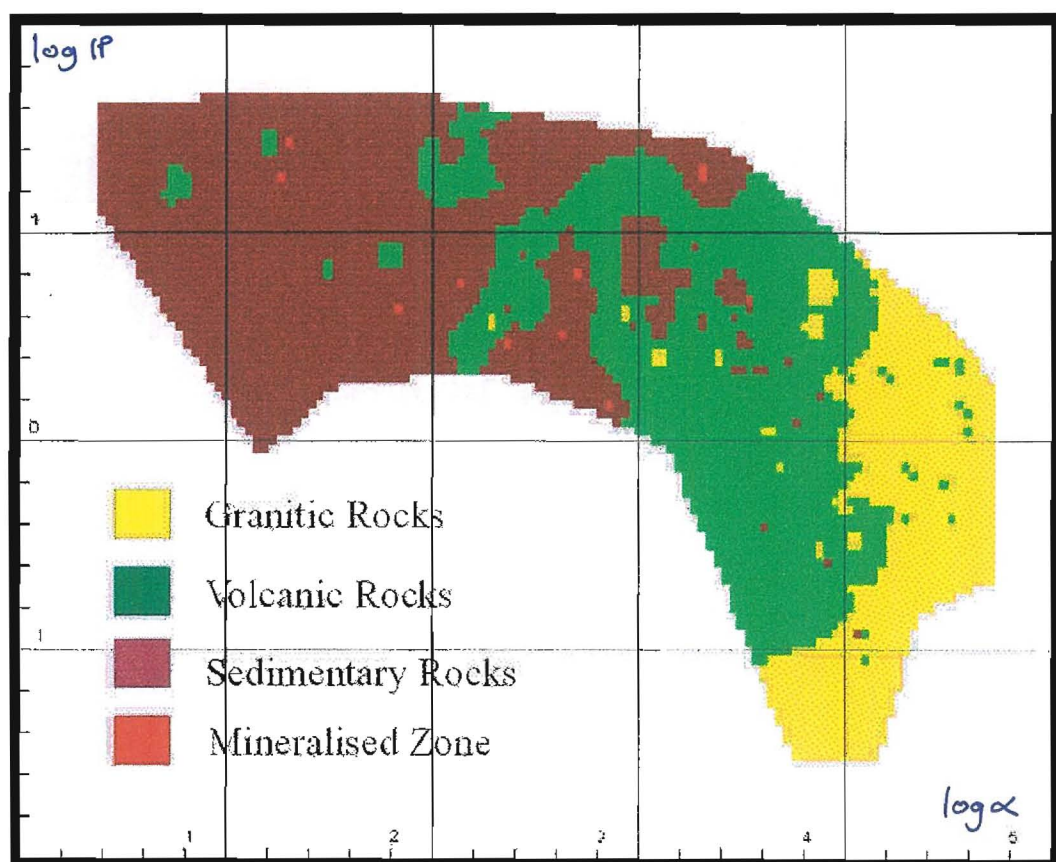 log IP
1
0
1
Granitic Rocks
Volcanic Rocks
Sedimentary Rocks
Mineralised Zone
log α
1 2 3 4 5